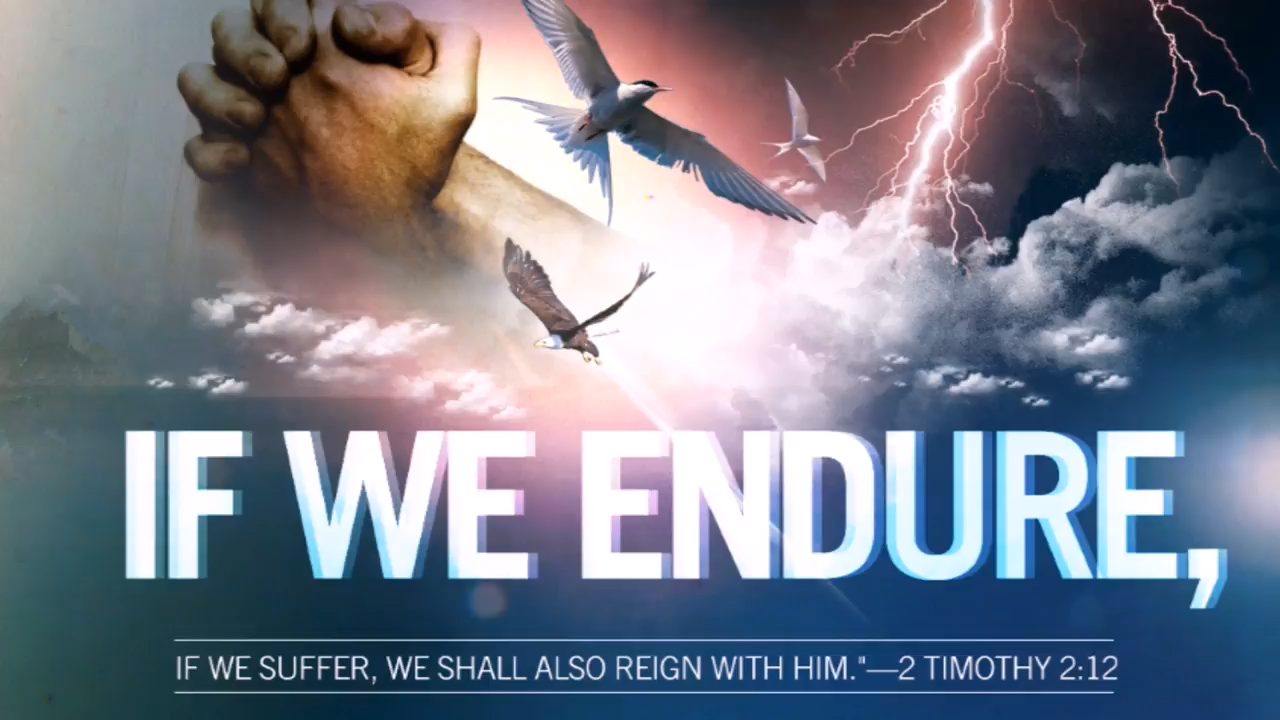 IF WE ENDURE,
IF WE SUFFER, WE SHALL ALSO REIGN WITH HIM."—2 TIMOTHY 2:12